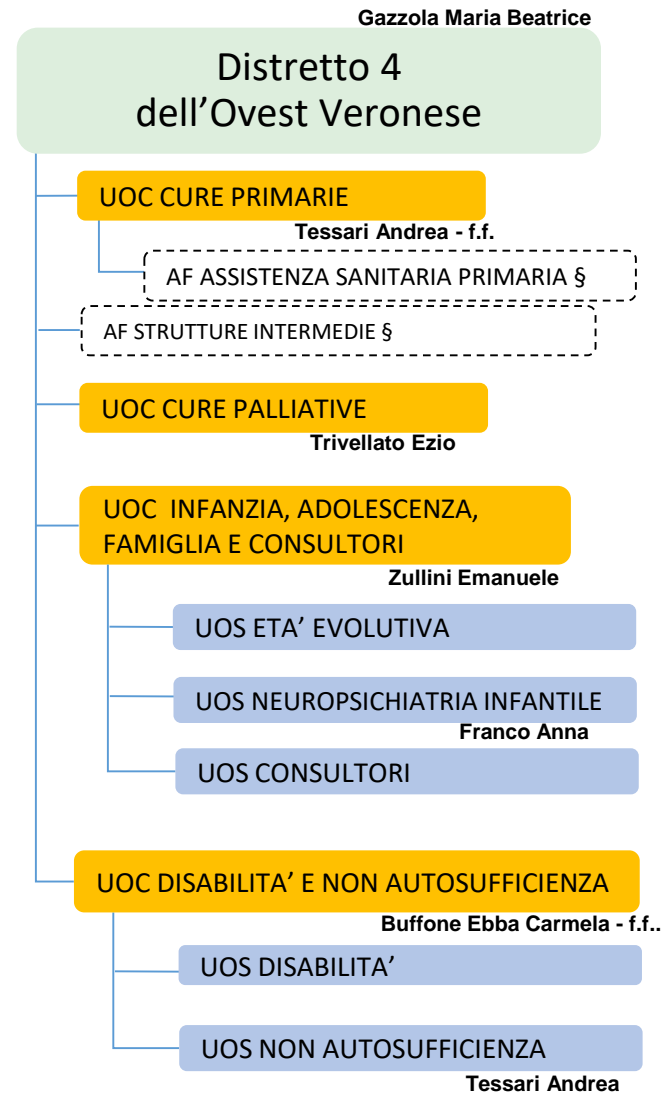 Gazzola Maria Beatrice
Distretto 4
dell’Ovest Veronese
UOC CURE PRIMARIE
Tessari Andrea - f.f.
AF ASSISTENZA SANITARIA PRIMARIA §
AF STRUTTURE INTERMEDIE §
UOC CURE PALLIATIVE
Trivellato Ezio
UOC INFANZIA, ADOLESCENZA,
FAMIGLIA E CONSULTORI
Zullini Emanuele
UOS ETA’ EVOLUTIVA
UOS NEUROPSICHIATRIA INFANTILE
Franco Anna
UOS CONSULTORI
UOC DISABILITA’ E NON AUTOSUFFICIENZA
Buffone Ebba Carmela - f.f..
UOS DISABILITA’
UOS NON AUTOSUFFICIENZA
Tessari Andrea